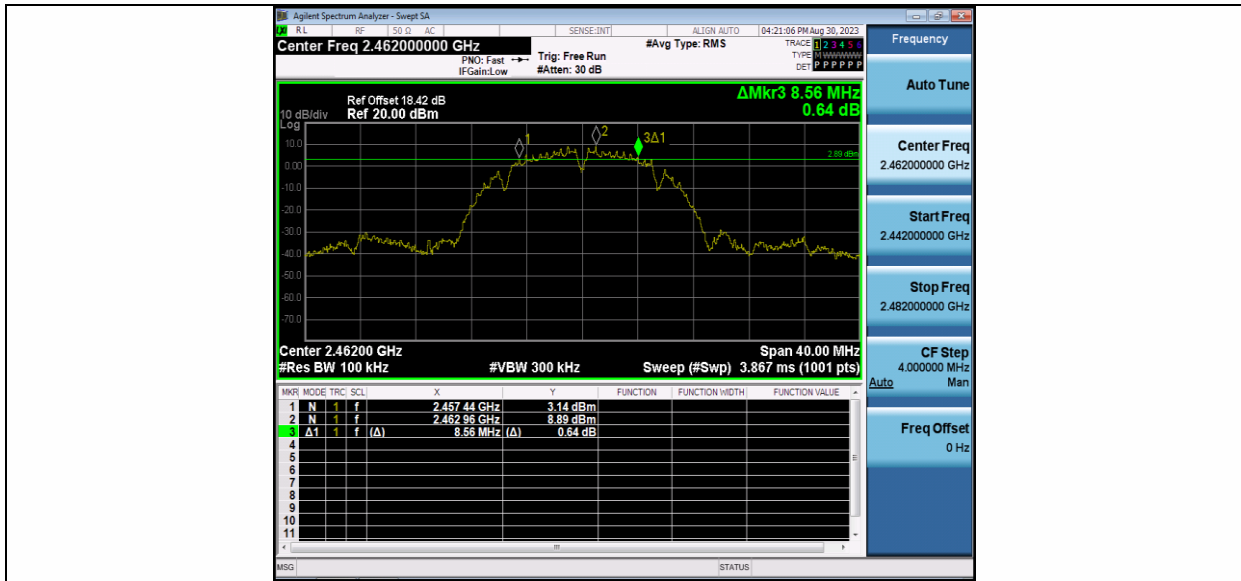 Agilent Spectrum Analyzer - Swept SA
RL RF 50 Ω AC SENSE:INT ALIGN AUTO 04:21:06 PM Aug 30, 2023
Center Freq 2.462000000 GHz
#Avg Type: RMS
TRACE 1 2 3 4 5 6
PNO: Fast Trig: Free Run
TYPE M WWWWW
IFGain:Low #Atten: 30 dB
DET P P P P P P
ΔMkr3 8.56 MHz
0.64 dB
Ref Offset 18.42 dB
10 dB/div Ref 20.00 dBm
Log
10.0
0.00
-10.0
-20.0
-30.0
-40.0
-50.0
-60.0
-70.0
1
2
3Δ1
2.89 dBm
Center 2.46200 GHz Span 40.00 MHz
#Res BW 100 kHz #VBW 300 kHz Sweep (#Swp) 3.867 ms (1001 pts)
MKR MODE TRC SCL X Y FUNCTION FUNCTION WIDTH FUNCTION VALUE
1 N 1 f 2.457 44 GHz 3.14 dBm
2 N 1 f 2.462 96 GHz 8.89 dBm
3 Δ1 1 f (Δ) 8.56 MHz (Δ) 0.64 dB
4
5
6
7
8
9
10
11
MSG STATUS
Frequency
Auto Tune
Center Freq
2.462000000 GHz
Start Freq
2.442000000 GHz
Stop Freq
2.482000000 GHz
CF Step
4.000000 MHz
Auto Man
Freq Offset
0 Hz